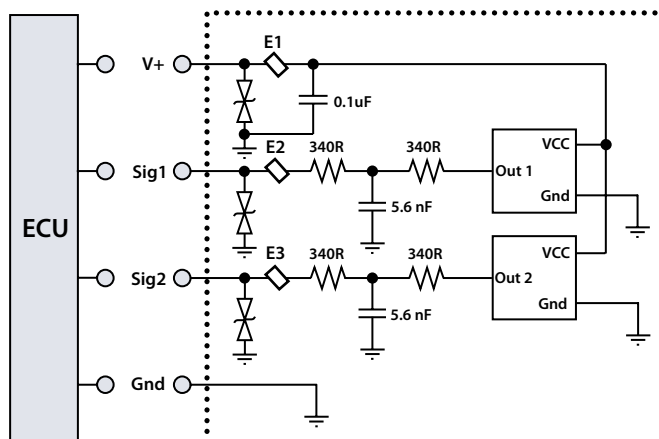 V+
E1
0.1uF
ECU
Sig1
E2
340R
340R
5.6 nF
VCC
Out 1
Gnd
Sig2
E3
340R
340R
5.6 nF
VCC
Out 2
Gnd
Gnd